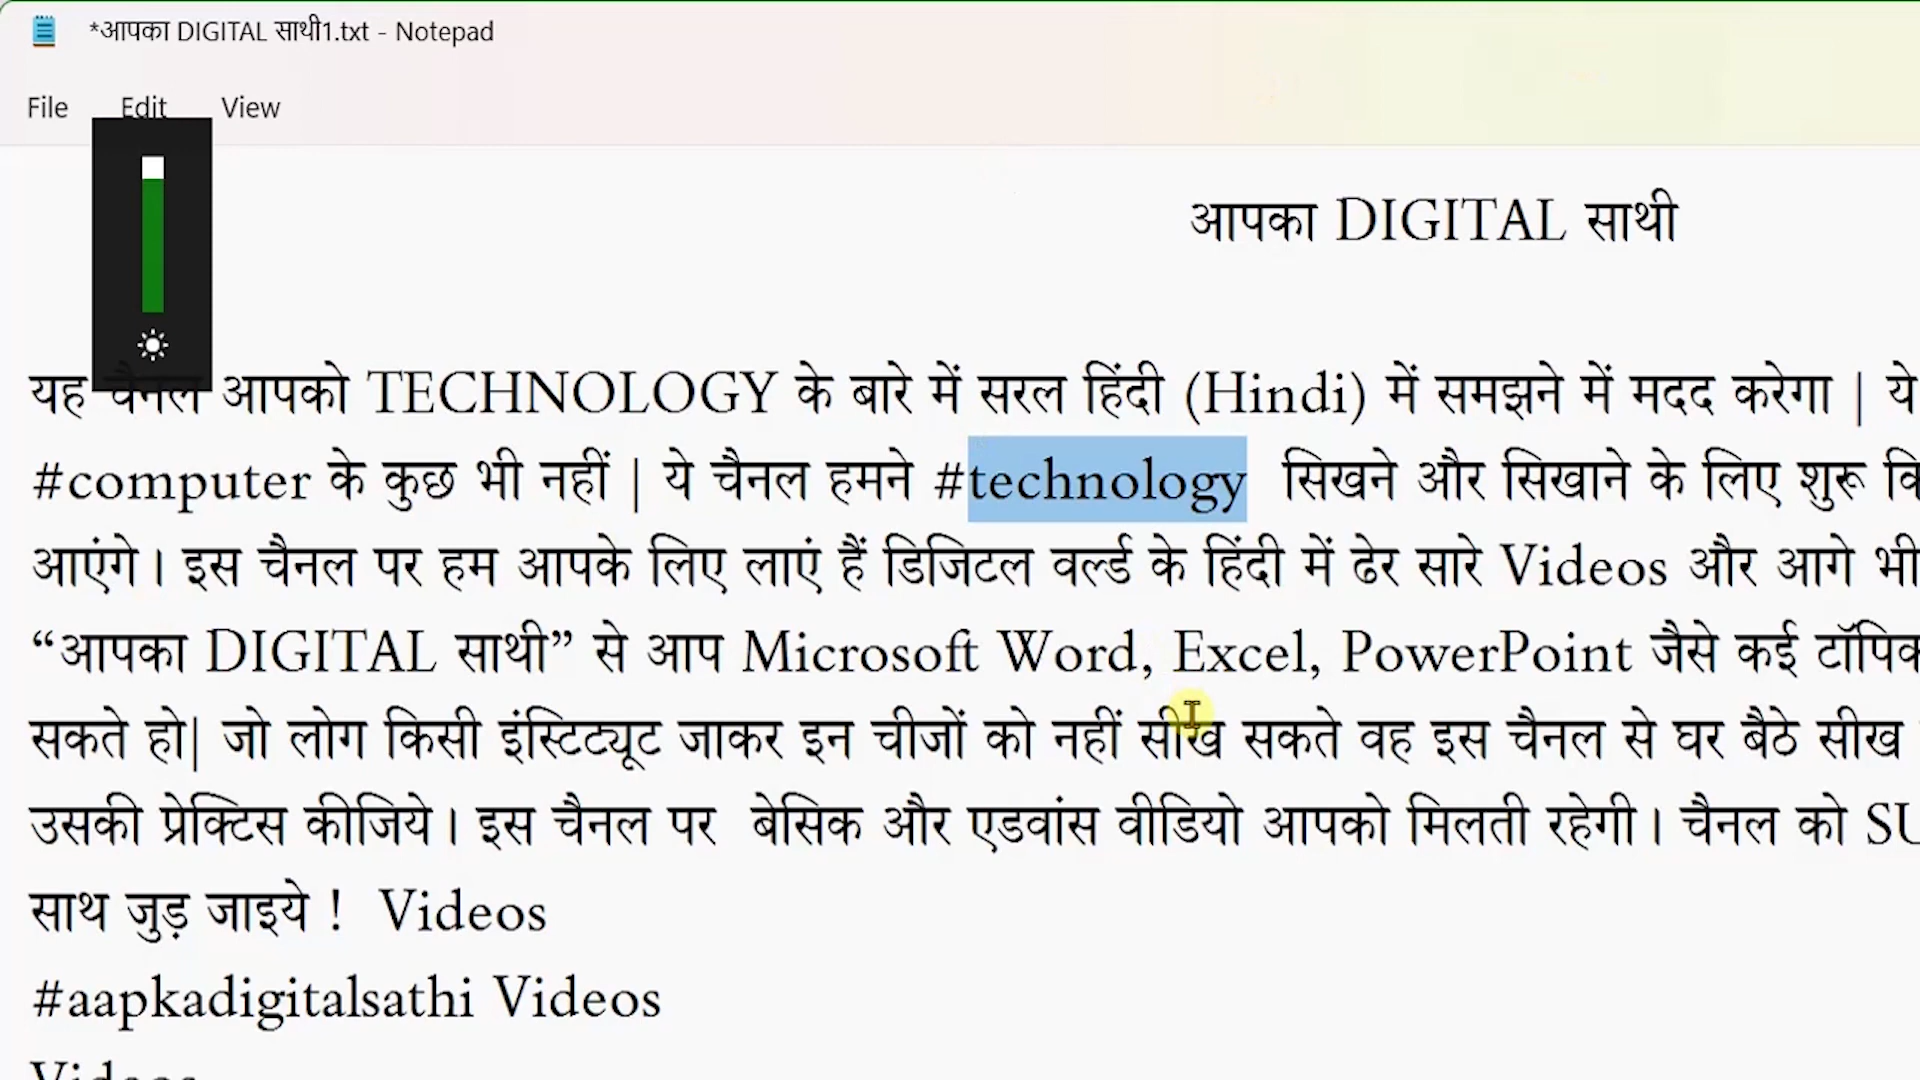 *आपका DIGITAL साथी1.txt - Notepad
File Edit View
आपका DIGITAL साथी
यह चैनल आपको TECHNOLOGY के बारे में सरल हिंदी (Hindi) में समझने में मदद करेगा | ये
#computer के कुछ भी नहीं | ये चैनल हमने #technology सिखने और सिखाने के लिए शुरू
आएंगे। इस चैनल पर हम आपके लिए लाएं हैं डिजिटल वर्ल्ड के हिंदी में ढेर सारे Videos और आगे भी
“आपका DIGITAL साथी” से आप Microsoft Word, Excel, PowerPoint जैसे कई
सकते हो| जो लोग किसी इंस्टिट्यूट जाकर इन चीजों को नहीं सीख सकते वह इस चैनल से घर बैठे सीख
उसकी प्रेक्टिस कीजिये। इस चैनल पर बेसिक और एडवांस वीडियो आपको मिलती रहेगी। चैनल को
साथ जुड़ जाइये ! Videos
#aapkadigitalsathi Videos
Videos